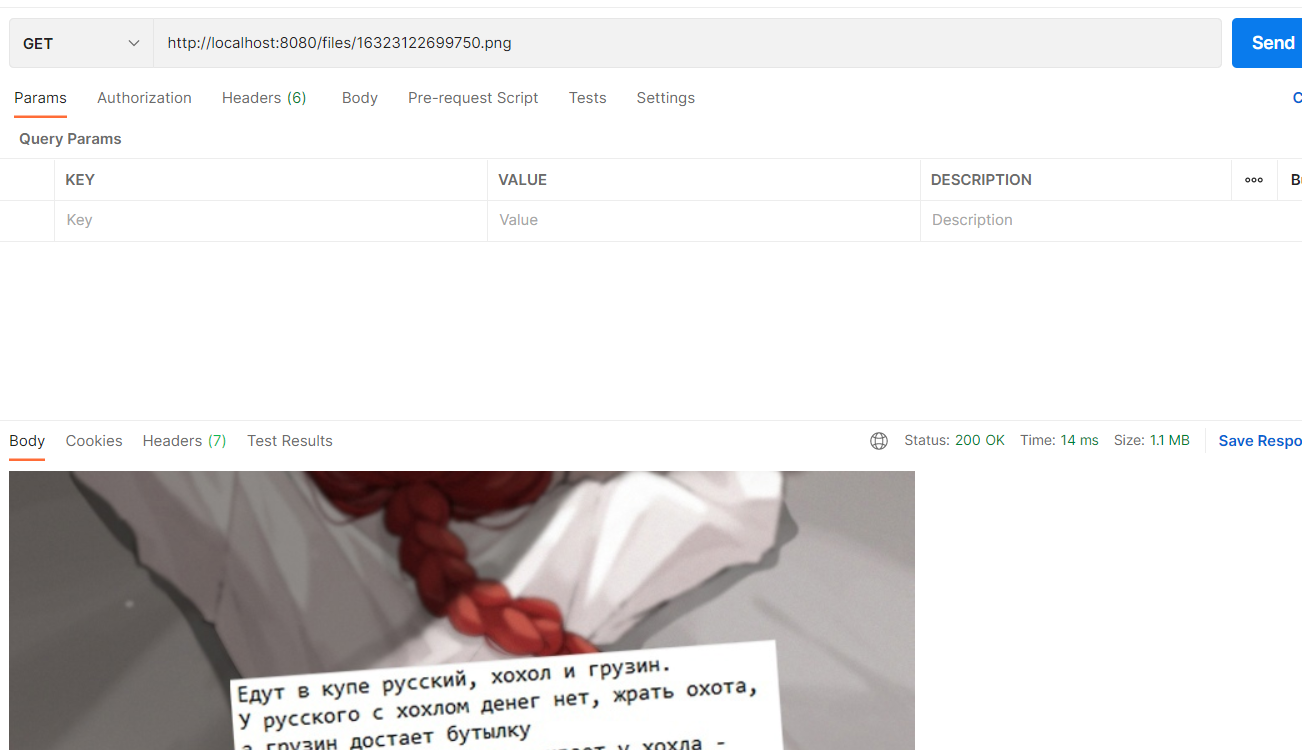 GET
http://localhost:8080/files/16323122699750.png
Send
Params Authorization Headers (6) Body Pre-request Script Tests Settings
Query Params
KEY VALUE DESCRIPTION
Key Value Description
Body Cookies Headers (7) Test Results Status: 200 OK Time: 14 ms Size: 1.1 MB Save Respo
Едут в купе русский, хохол и грузин.
У русского с хохлом денег нет, жрать охота,
а грузин достает бутылку
у хохла -